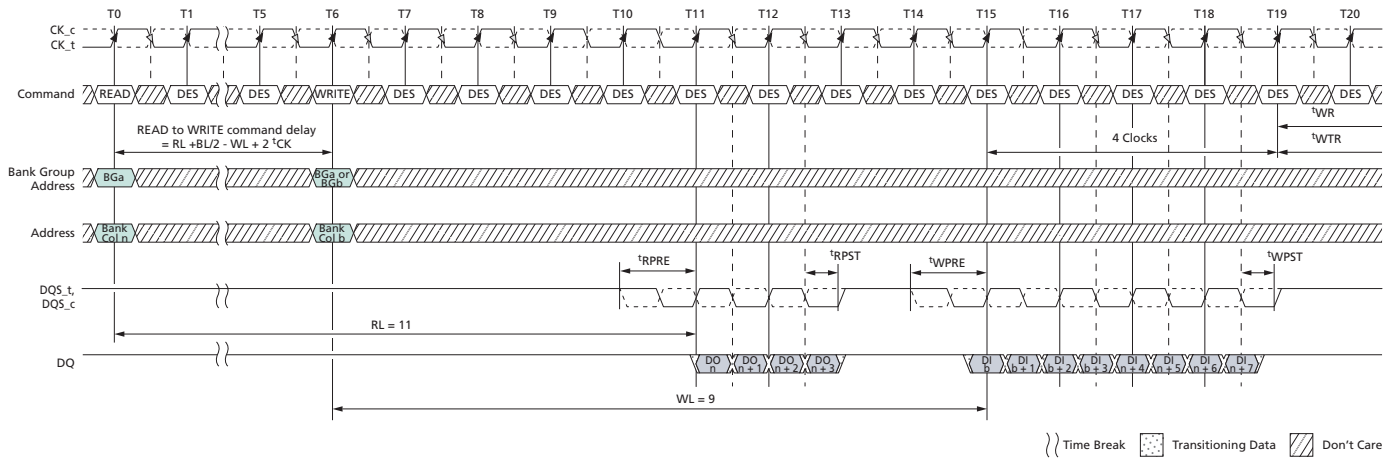 T0 T1 T5 T6 T7 T8 T9 T10 T11 T12 T13 T14 T15 T16 T17 T18 T19 T20
CK_c
CK_t
Command READ DES DES WRITE DES DES DES DES DES DES DES DES DES DES DES DES DES DES
READ to WRITE command delay
= RL +BL/2 - WL + 2 tCK
tWR
4 Clocks
tWTR
Bank Group
Address
BGa
BGa or
BGb
Address
Bank
Col n
Bank
Col b
tRPRE tRPST tWPRE tWPST
DQS_t,
DQS_c
RL = 11
DQ
DO
n
DO
n + 1
DO
n + 2
DO
n + 3
DI
b
DI
b + 1
DI
b + 2
DI
b + 3
DI
n + 4
DI
n + 5
DI
n + 6
DI
n + 7
WL = 9
Time Break Transitioning Data Don't Care